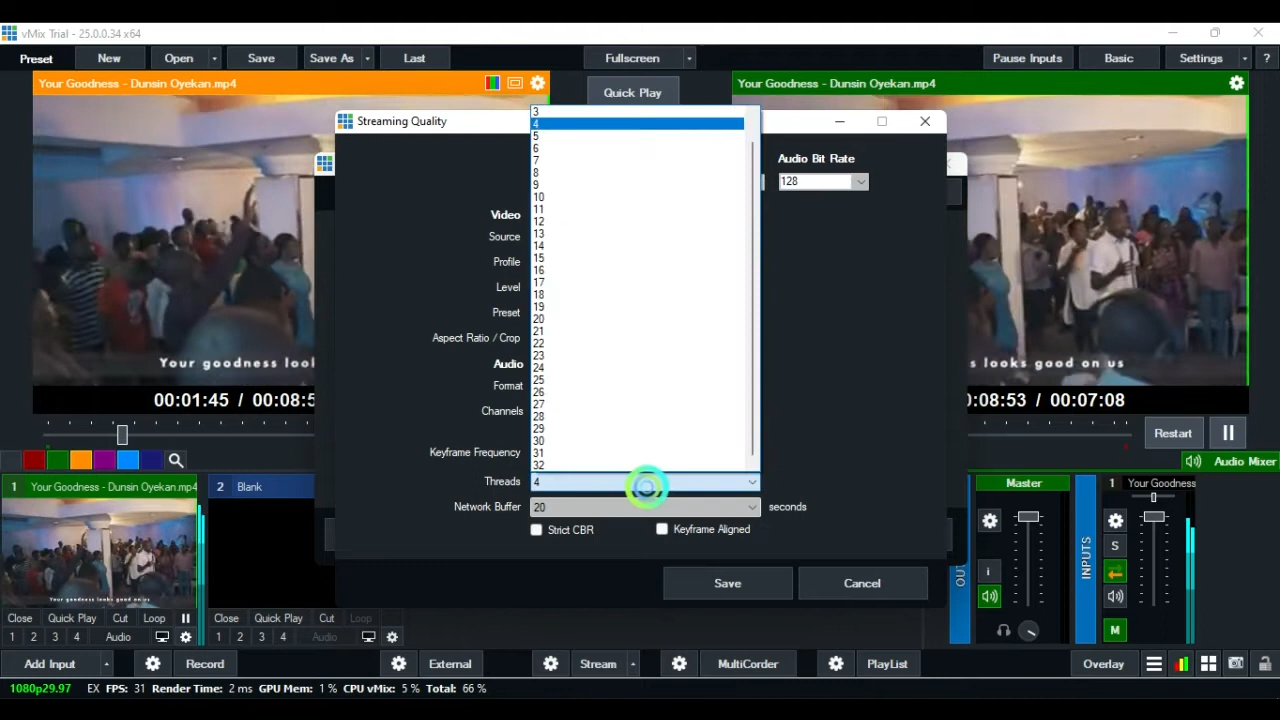 vMix Trial - 25.0.0.34 x64
Preset
New
Open
Save
Save As
Last
Fullscreen
Pause Inputs
Basic
Settings
?
Your Goodness - Dunsin Oyekan.mp4
Quick Play
Your Goodness - Dunsin Oyekan.mp4
Streaming Quality
3
4
5
6
7
8
9
10
11
12
13
14
15
16
17
18
19
20
21
22
23
24
25
26
27
28
29
30
31
32
Audio Bit Rate
128
Video
Source
Profile
Level
Preset
Aspect Ratio / Crop
Audio
Format
Channels
Keyframe Frequency
Threads
4
Network Buffer
20
seconds
Strict CBR
Keyframe Aligned
Save
Cancel
Your goodness looks
looks good on us
00:01:45 / 00:08:5
0:08:53 / 00:07:08
Restart
1 Your Goodness - Dunsin Oyekan.mp4
2 Blank
Audio Mixer
Master
1 Your Goodness
S
i
M
OU
INPUTS
Your goodness looks good on us
Close
Quick Play
Cut
Loop
Close
Quick Play
Cut
Loop
1 2 3 4 Audio
1 2 3 4 Audio
Add Input
Record
External
Stream
MultiCorder
PlayList
Overlay
1080p29.97 EX FPS: 31 Render Time: 2 ms GPU Mem: 1 % CPU vMix: 5 % Total: 66 %